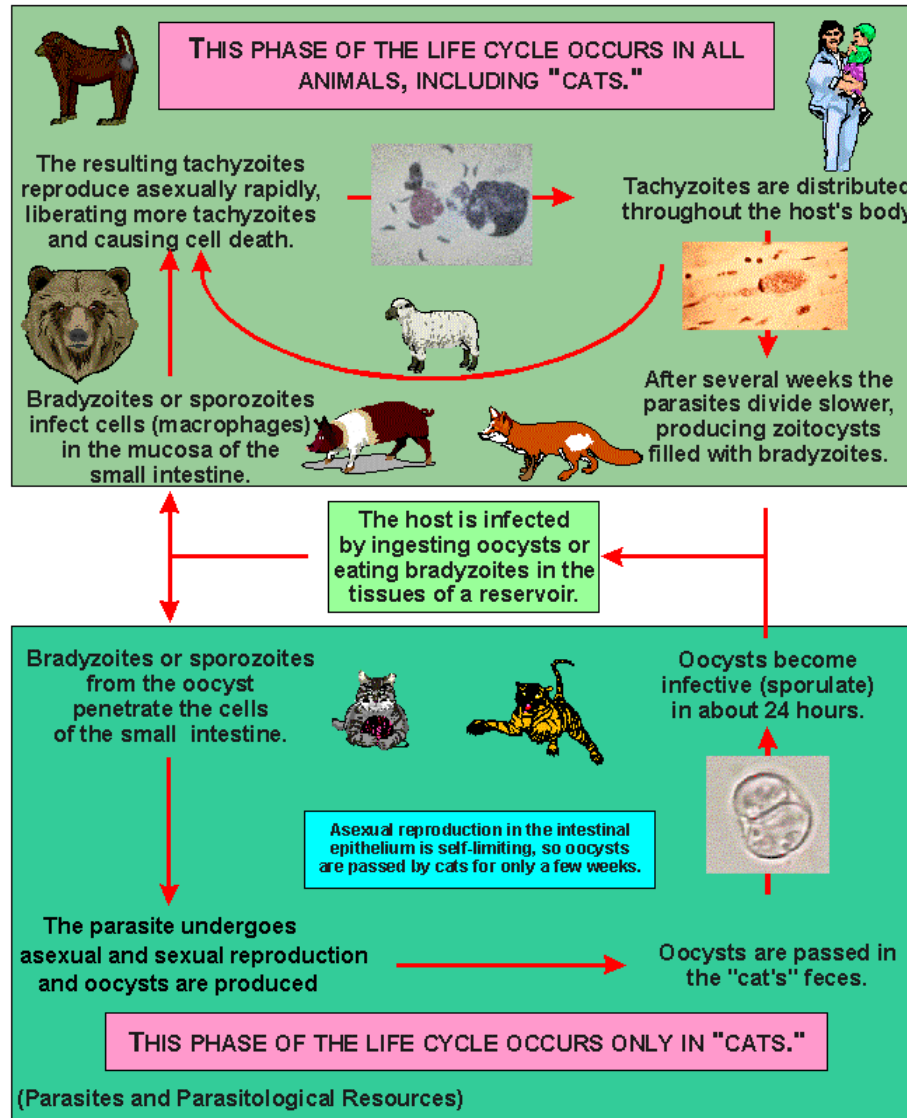 THIS PHASE OF THE LIFE CYCLE OCCURS IN ALL
ANIMALS, INCLUDING "CATS."
The resulting tachyzoites
reproduce asexually rapidly,
liberating more tachyzoites
and causing cell death.
Tachyzoites are distributed
throughout the host's body
Bradyzoites or sporozoites
infect cells (macrophages)
in the mucosa of the
small intestine.
After several weeks the
parasites divide slower,
producing zoitocysts
filled with bradyzoites.
The host is infected
by ingesting oocysts or
eating bradyzoites in the
tissues of a reservoir.
Bradyzoites or sporozoites
from the oocyst
penetrate the cells
of the small intestine.
Oocysts become
infective (sporulate)
in about 24 hours.
Asexual reproduction in the intestinal
epithelium is self-limiting, so oocysts
are passed by cats for only a few weeks.
The parasite undergoes
asexual and sexual reproduction
and oocysts are produced
Oocysts are passed in
the "cat's" feces.
THIS PHASE OF THE LIFE CYCLE OCCURS ONLY IN "CATS."
(Parasites and Parasitological Resources)